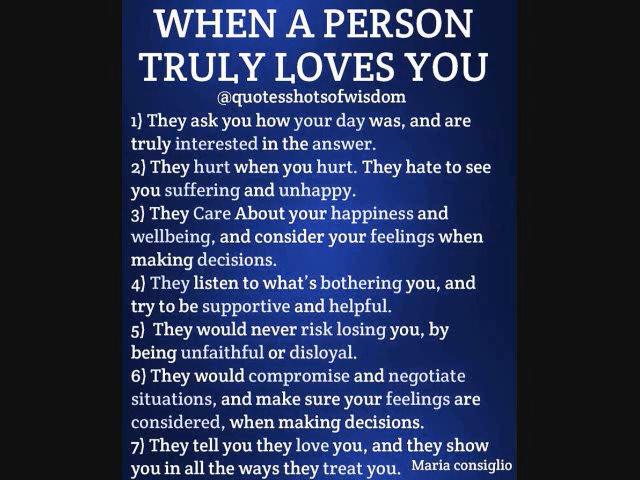 WHEN A PERSON
TRULY LOVES YOU
@quotesshotsofwisdom
1) They ask you how your day was, and are
truly interested in the answer.
2) They hurt when you hurt. They hate to see
you suffering and unhappy.
3) They Care About your happiness and
wellbeing, and consider your feelings when
making decisions.
4) They listen to what's bothering you, and
try to be supportive and helpful.
5)  They would never risk losing you, by
being unfaithful or disloyal.
6) They would compromise and negotiate
situations, and make sure your feelings are
considered, when making decisions.
7) They tell you they love you, and they show
you in all the ways they treat you. Maria consiglio